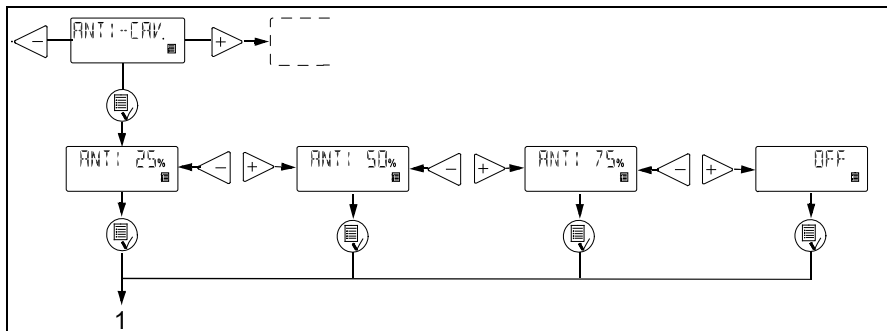 ANTI-CAV.
ANTI 25%
ANTI 50%
ANTI 75%
OFF
1